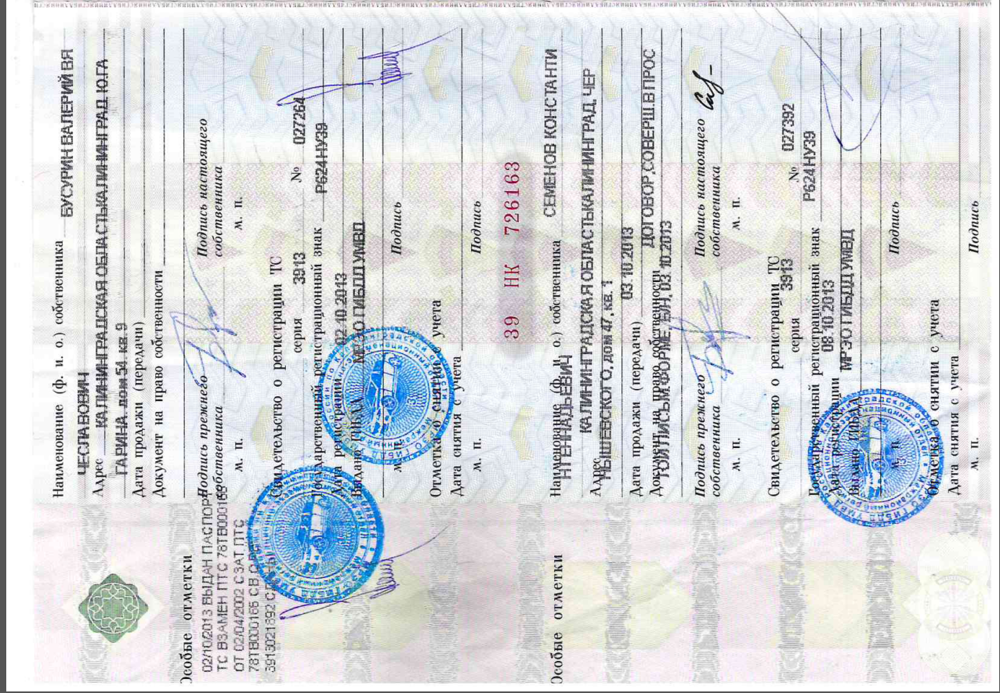 Наименование (ф. и. о.) собственника БУСУРИН ВАЛЕРИЙ ВЯ
ЧЕСЛАВОВИЧ
Адрес КАЛИНИНГРАДСКАЯ ОБЛАСТЬКАЛИНИНГРАД, Ю.ГА
ГАРИНА, дом 54, кв. 9
Дата продажи (передачи)
Документ на право собственности
Подпись прежнего собственника
Подпись настоящего собственника
м. п.
Свидетельство о регистрации ТС
серия 3913 № 027264
Государственный регистрационный знак Р624НУ39
Дата регистрации 02.10.2013
Выдано ГИБДД МРЭО ГИБДД УМВД
м. п. Подпись
Отметка о снятии с учета
Дата снятия с учета
м. п. Подпись
Особые отметки
02/10/2013 ВЫДАН ПАСПОРТ
ТС ВЗАМЕН ПТС 78ТВ000165
ОТ 02/04/2002 СЗАТ ПТС
78ТВ000165 СВ.О РЕГ
39 НК 726163
Наименование (ф. и. о.) собственника СЕМЕНОВ КОНСТАНТИ
Н ГЕННАДЬЕВИЧ
Адрес КАЛИНИНГРАДСКАЯ ОБЛАСТЬКАЛИНИНГРАД, ЧЕР
НЫШЕВСКОГО, дом 47, кв. 1
Дата продажи (передачи) 03.10.2013
Документ на право собственности ДОГОВОР,СОВЕРШ.В ПРОС
ТОЙ ПИСЬМ.ФОРМЕ, Б/Н, 03.10.2013
Подпись прежнего собственника
Подпись настоящего собственника
м. п. м. п.
Свидетельство о регистрации ТС
серия 3913 № 027392
Государственный регистрационный знак Р624НУ39
Дата регистрации 08.10.2013
Выдано ГИБДД МРЭО ГИБДД УМВД
м. п. Подпись
Отметка о снятии с учета
Дата снятия с учета
м. п. Подпись
Особые отметки